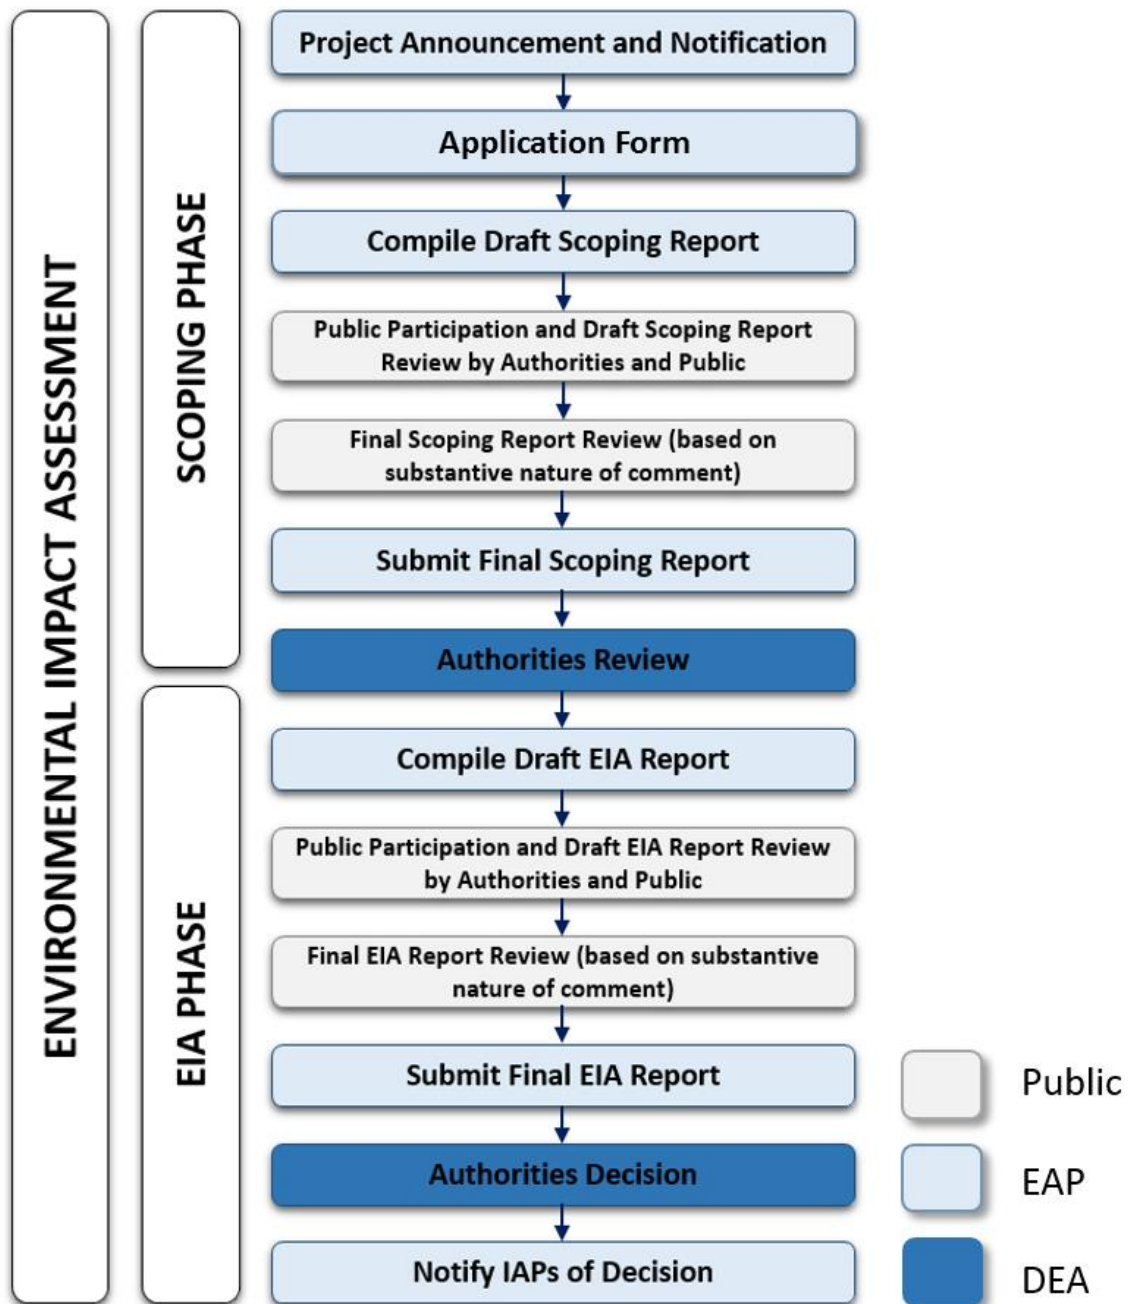 ENVIRONMENTAL IMPACT ASSESSMENT
SCOPING PHASE
Project Announcement and Notification
Application Form
Compile Draft Scoping Report
Public Participation and Draft Scoping Report
Review by Authorities and Public
Final Scoping Report Review (based on
substantive nature of comment)
Submit Final Scoping Report
Authorities Review
EIA PHASE
Compile Draft EIA Report
Public Participation and Draft EIA Report Review
by Authorities and Public
Final EIA Report Review (based on substantive
nature of comment)
Submit Final EIA Report
Authorities Decision
Notify IAPs of Decision
Public
EAP
DEA